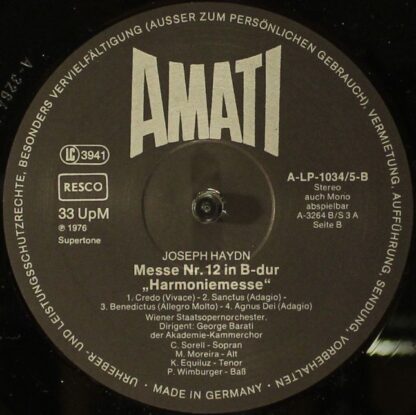 URHEBER- UND LEISTUNGSSCHUTZRECHTE, BESONDERS VERVIELFÄLTIGUNG (AUSSER ZUM PERSÖNLICHEN GEBRAUCH), VERMIETUNG, AUFFÜHRUNG, SENDUNG, VORBEHALTEN
AMATI
LC 3941
RESCO
33 UpM
℗ 1976
Supertone
A-LP-1034/5-B
Stereo
auch Mono
abspielbar
A-3264 B/S 3 A
Seite B
JOSEPH HAYDN
Messe Nr. 12 in B-dur
„Harmoniemesse“
1. Credo (Vivace) - 2. Sanctus (Adagio) -
3. Benedictus (Allegro Molto) - 4. Agnus Dei (Adagio)
Wiener Staatsopernorchester.
Dirigent: George Barati
der Akademie-Kammerchor
C. Sorell - Sopran
M. Moreira - Alt
K. Equiluz - Tenor
P. Wimburger - Baß
· MADE IN GERMANY ·